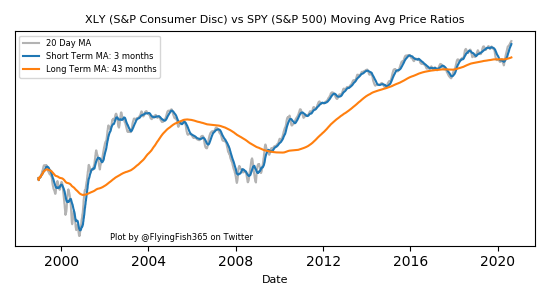 XLY (S&P Consumer Disc) vs SPY (S&P 500) Moving Avg Price Ratios
20 Day MA
Short Term MA: 3 months
Long Term MA: 43 months
Plot by @FlyingFish365 on Twitter
2000 2004 2008 2012 2016 2020
Date